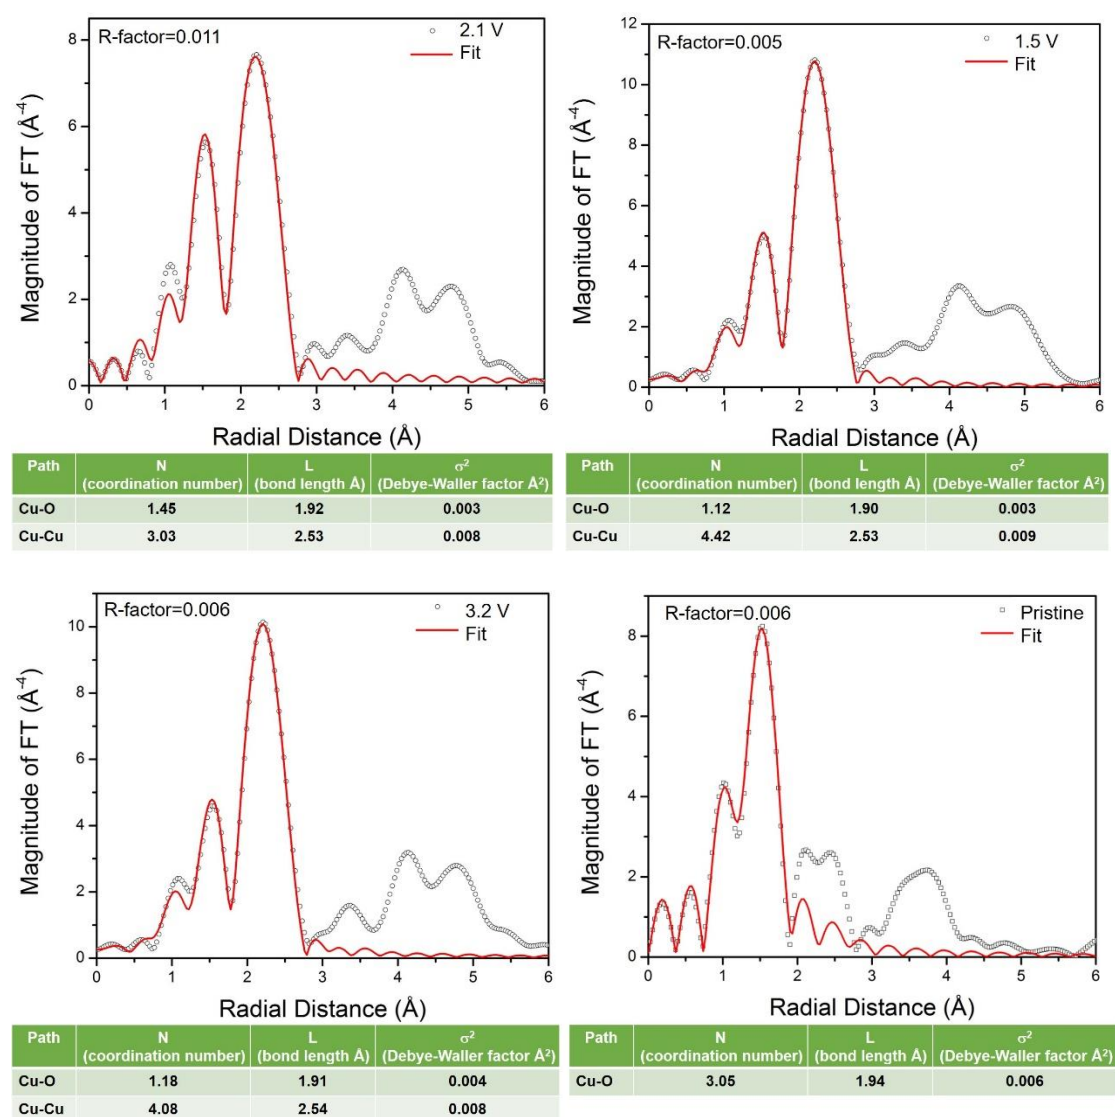 R-factor=0.011
2.1 V
Fit
Magnitude of FT (Å⁻⁴)
8
6
4
2
0
0 1 2 3 4 5 6
Radial Distance (Å)
Path N (coordination number) L (bond length Å) σ² (Debye-Waller factor Å²)
Cu-O 1.45 1.92 0.003
Cu-Cu 3.03 2.53 0.008
R-factor=0.005
1.5 V
Fit
Magnitude of FT (Å⁻⁴)
12
10
8
6
4
2
0
0 1 2 3 4 5 6
Radial Distance (Å)
Path N (coordination number) L (bond length Å) σ² (Debye-Waller factor Å²)
Cu-O 1.12 1.90 0.003
Cu-Cu 4.42 2.53 0.009
R-factor=0.006
3.2 V
Fit
Magnitude of FT (Å⁻⁴)
10
8
6
4
2
0
0 1 2 3 4 5 6
Radial Distance (Å)
Path N (coordination number) L (bond length Å) σ² (Debye-Waller factor Å²)
Cu-O 1.18 1.91 0.004
Cu-Cu 4.08 2.54 0.008
R-factor=0.006
Pristine
Fit
Magnitude of FT (Å⁻⁴)
8
6
4
2
0
0 1 2 3 4 5 6
Radial Distance (Å)
Path N (coordination number) L (bond length Å) σ² (Debye-Waller factor Å²)
Cu-O 3.05 1.94 0.006